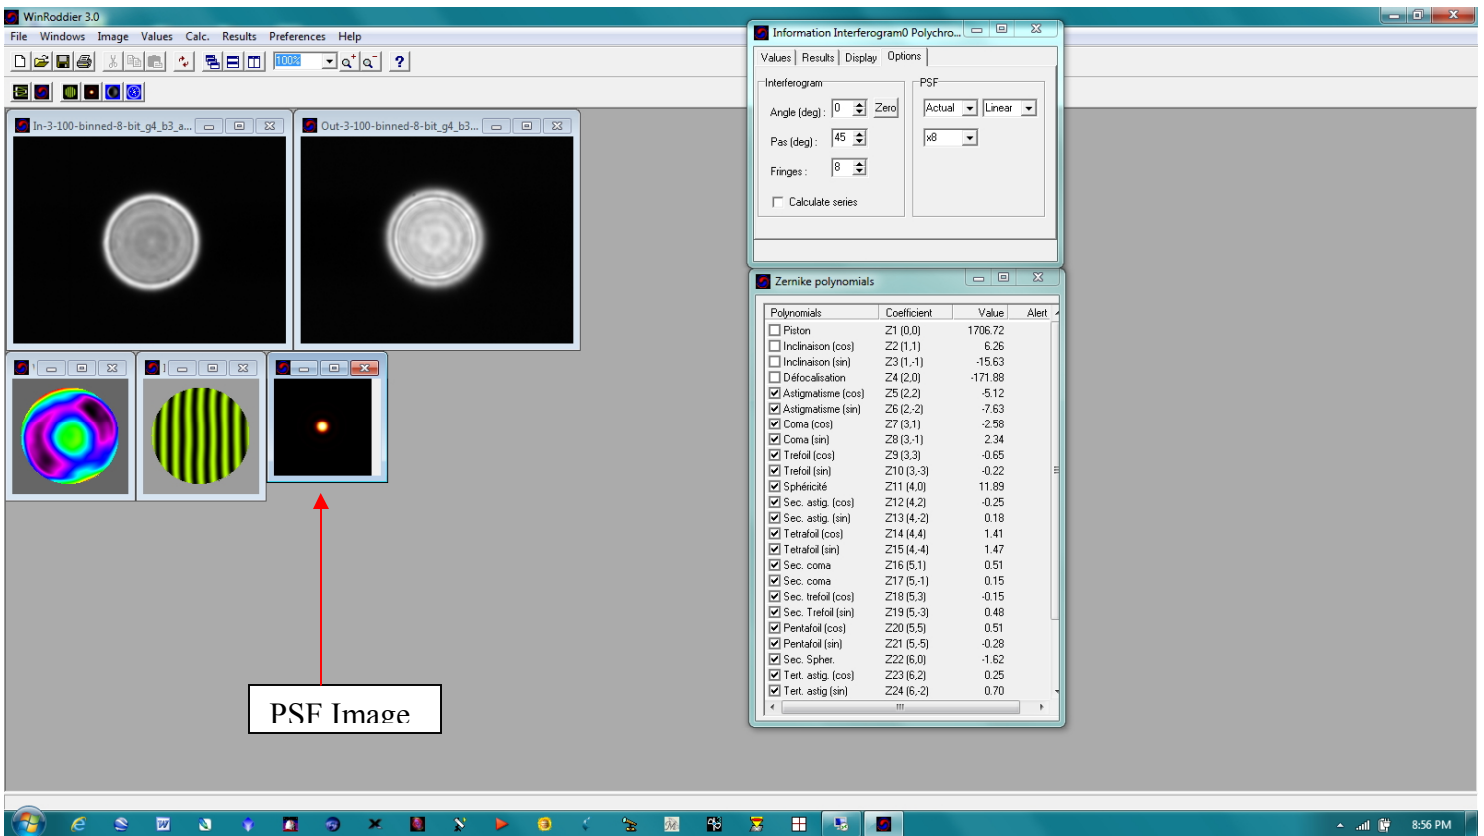 WinRoddier 3.0
File Windows Image Values Calc. Results Preferences Help
100%
In-3-100-binned-8-bit_g4_b3_a...
Out-3-100-binned-8-bit_g4_b3...
PSF Image
Information Interferogram0 Polychro...
Values Results Display Options
Interferogram
Angle (deg) : 0 Zero
Pas (deg) : 45
Fringes : 8
Calculate series
PSF
Actual Linear
x8
Zernike polynomials
Polynomials Coefficient Value Alert
Piston Z1 (0,0) 1706.72
Inclinaison (cos) Z2 (1,1) 6.26
Inclinaison (sin) Z3 (1,-1) -15.63
Défocalisation Z4 (2,0) -171.88
Astigmatisme (cos) Z5 (2,2) -5.12
Astigmatisme (sin) Z6 (2,-2) -7.63
Coma (cos) Z7 (3,1) -2.58
Coma (sin) Z8 (3,-1) 2.34
Trefoil (cos) Z9 (3,3) -0.65
Trefoil (sin) Z10 (3,-3) -0.22
Sphéricité Z11 (4,0) 11.89
Sec. astig. (cos) Z12 (4,2) -0.25
Sec. astig. (sin) Z13 (4,-2) 0.18
Tetrafoil (cos) Z14 (4,4) 1.41
Tetrafoil (sin) Z15 (4,-4) 1.47
Sec. coma Z16 (5,1) 0.51
Sec. coma Z17 (5,-1) 0.15
Sec. trefoil (cos) Z18 (5,3) -0.15
Sec. Trefoil (sin) Z19 (5,-3) 0.48
Pentafoil (cos) Z20 (5,5) 0.51
Pentafoil (sin) Z21 (5,-5) -0.28
Sec. Spher. Z22 (6,0) -1.62
Tert. astig. (cos) Z23 (6,2) 0.25
Tert. astig (sin) Z24 (6,-2) 0.70
8:56 PM